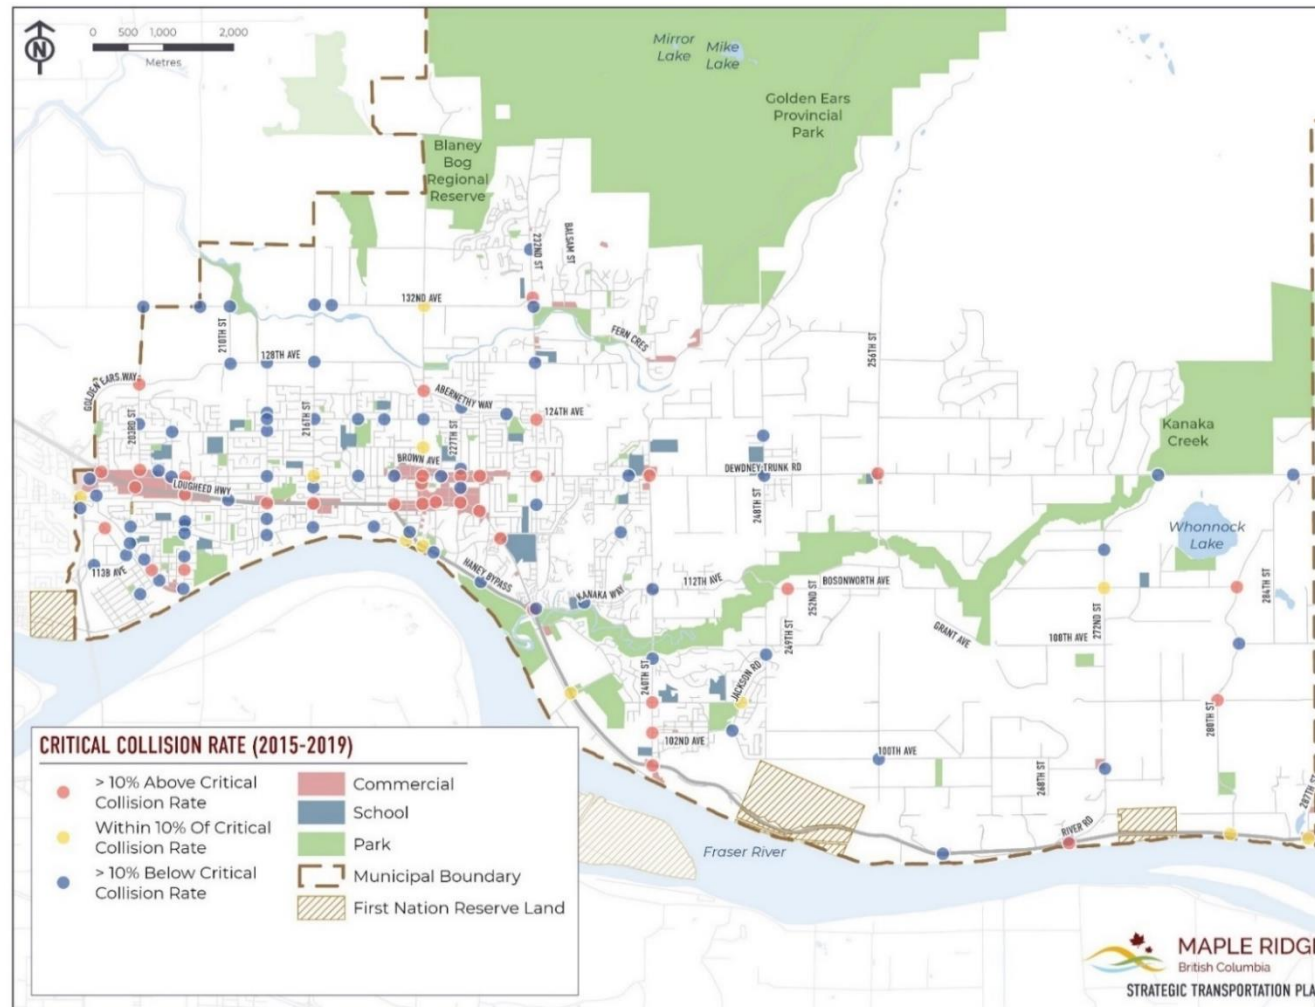 N
0 500 1,000 2,000
Metres
Mirror
Lake
Mike
Lake
Golden Ears
Provincial
Park
Blaney
Bog
Regional
Reserve
232ND ST
BALSAM ST
132ND AVE
210TH ST
FERN CRES
128TH AVE
256TH ST
GOLDEN EARS WAY
ABERNETHY WAY
124TH AVE
203RD ST
216TH ST
227TH ST
Kanaka
Creek
BROWN AVE
DEWDNEY TRUNK RD
LOUGHEED HWY
248TH ST
Whonnock
Lake
113B AVE
HANEY BYPASS
KANAKA WAY
112TH AVE
BOSONWORTH AVE
252ND ST
249TH ST
272ND ST
284TH ST
GRANT AVE
108TH AVE
240TH ST
JACKSON RD
280TH ST
102ND AVE
100TH AVE
268TH ST
287TH ST
RIVER RD
Fraser River
CRITICAL COLLISION RATE (2015-2019)
> 10% Above Critical
Collision Rate
Within 10% Of Critical
Collision Rate
> 10% Below Critical
Collision Rate
Commercial
School
Park
Municipal Boundary
First Nation Reserve Land
MAPLE RIDGE
British Columbia
STRATEGIC TRANSPORTATION PLA